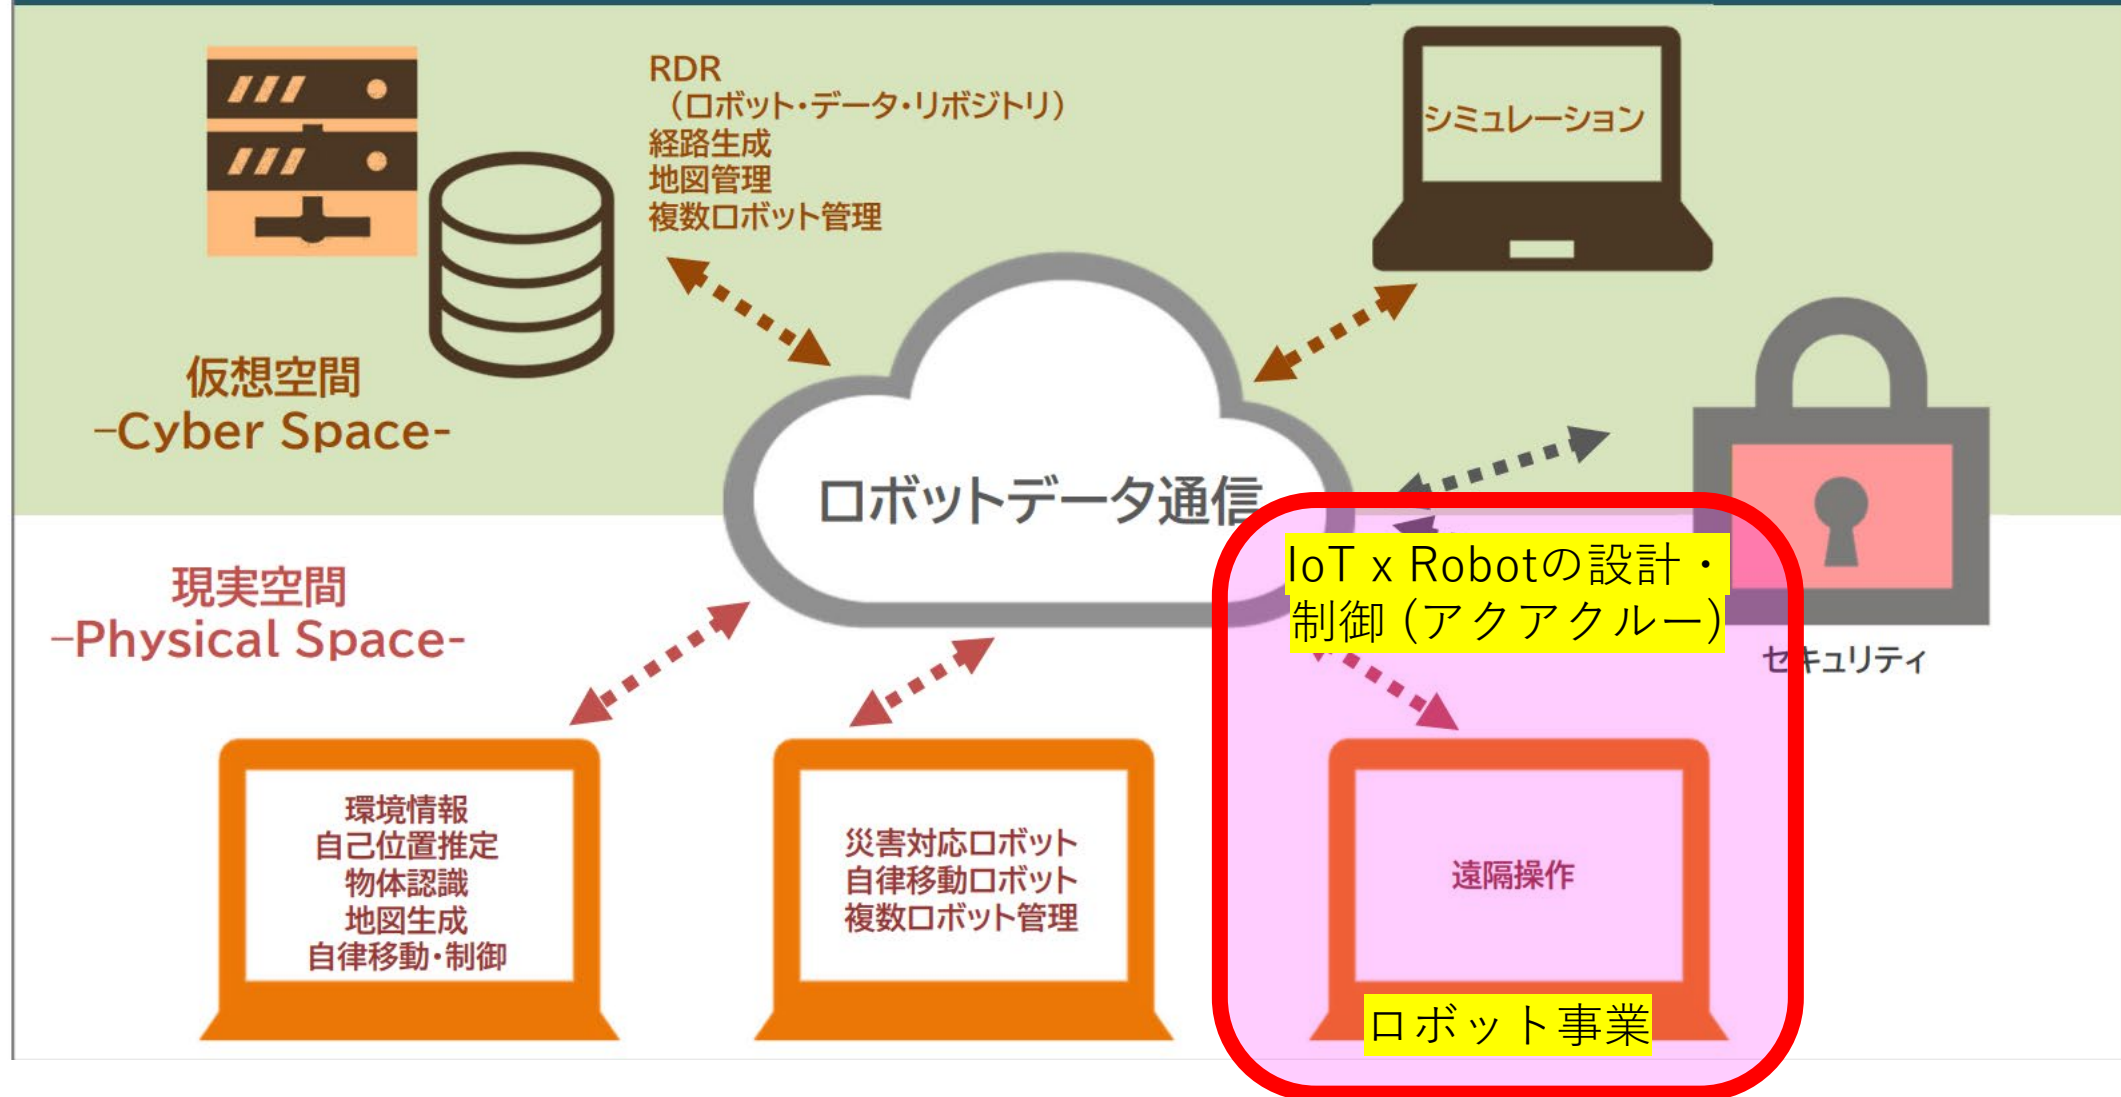 RDR
（ロボット・データ・リポジトリ）
経路生成
地図管理
複数ロボット管理
シミュレーション
仮想空間
–Cyber Space-
ロボットデータ通信
現実空間
–Physical Space-
IoT x Robotの設計・
制御 (アクアクルー)
セキュリティ
環境情報
自己位置推定
物体認識
地図生成
自律移動・制御
災害対応ロボット
自律移動ロボット
複数ロボット管理
遠隔操作
ロボット事業